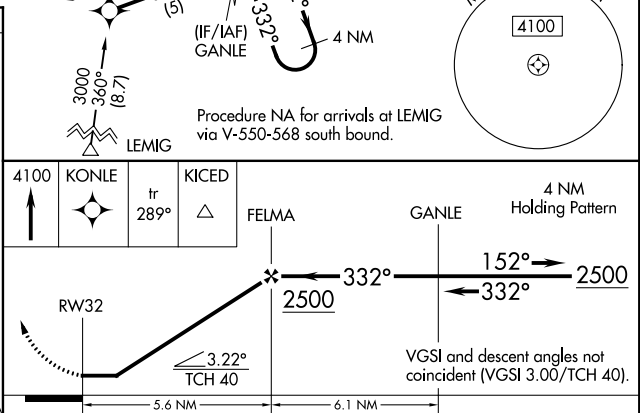 (5)
(IF/IAF)
GANLE
332°
4 NM
4100
3000
360°
(8.7)
LEMIG
Procedure NA for arrivals at LEMIG
via V-550-568 south bound.
4100
KONLE
tr
289°
KICED
FELMA
GANLE
4 NM
Holding Pattern
332°
152°
2500
332°
2500
RW32
3.22°
TCH 40
VGSI and descent angles not
coincident (VGSI 3.00/TCH 40).
5.6 NM
6.1 NM